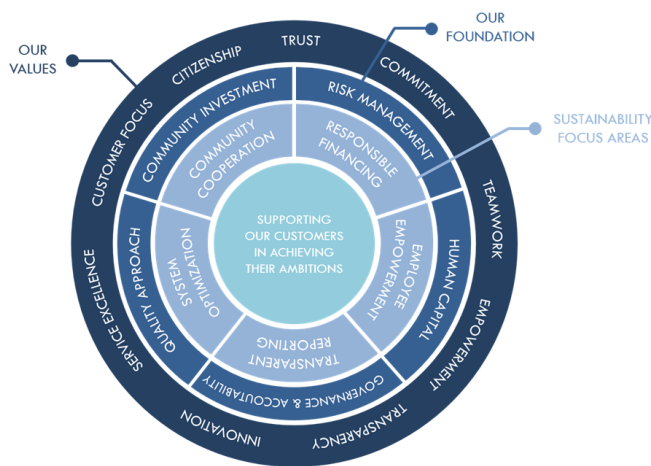 OUR
VALUES
OUR
FOUNDATION
SUSTAINABILITY
FOCUS AREAS
TRUST
COMMITMENT
TEAMWORK
EMPOWERMENT
TRANSPARENCY
INNOVATION
SERVICE EXCELLENCE
CUSTOMER FOCUS
CITIZENSHIP
RISK MANAGEMENT
HUMAN CAPITAL
GOVERNANCE & ACCOUTABILITY
QUALITY APPROACH
COMMUNITY INVESTMENT
RESPONSIBLE
FINANCING
EMPLOYEE
EMPOWERMENT
TRANSPARENT
REPORTING
SYSTEM
OPTIMIZATION
COMMUNITY
COOPERATION
SUPPORTING
OUR CUSTOMERS
IN ACHIEVING
THEIR AMBITIONS